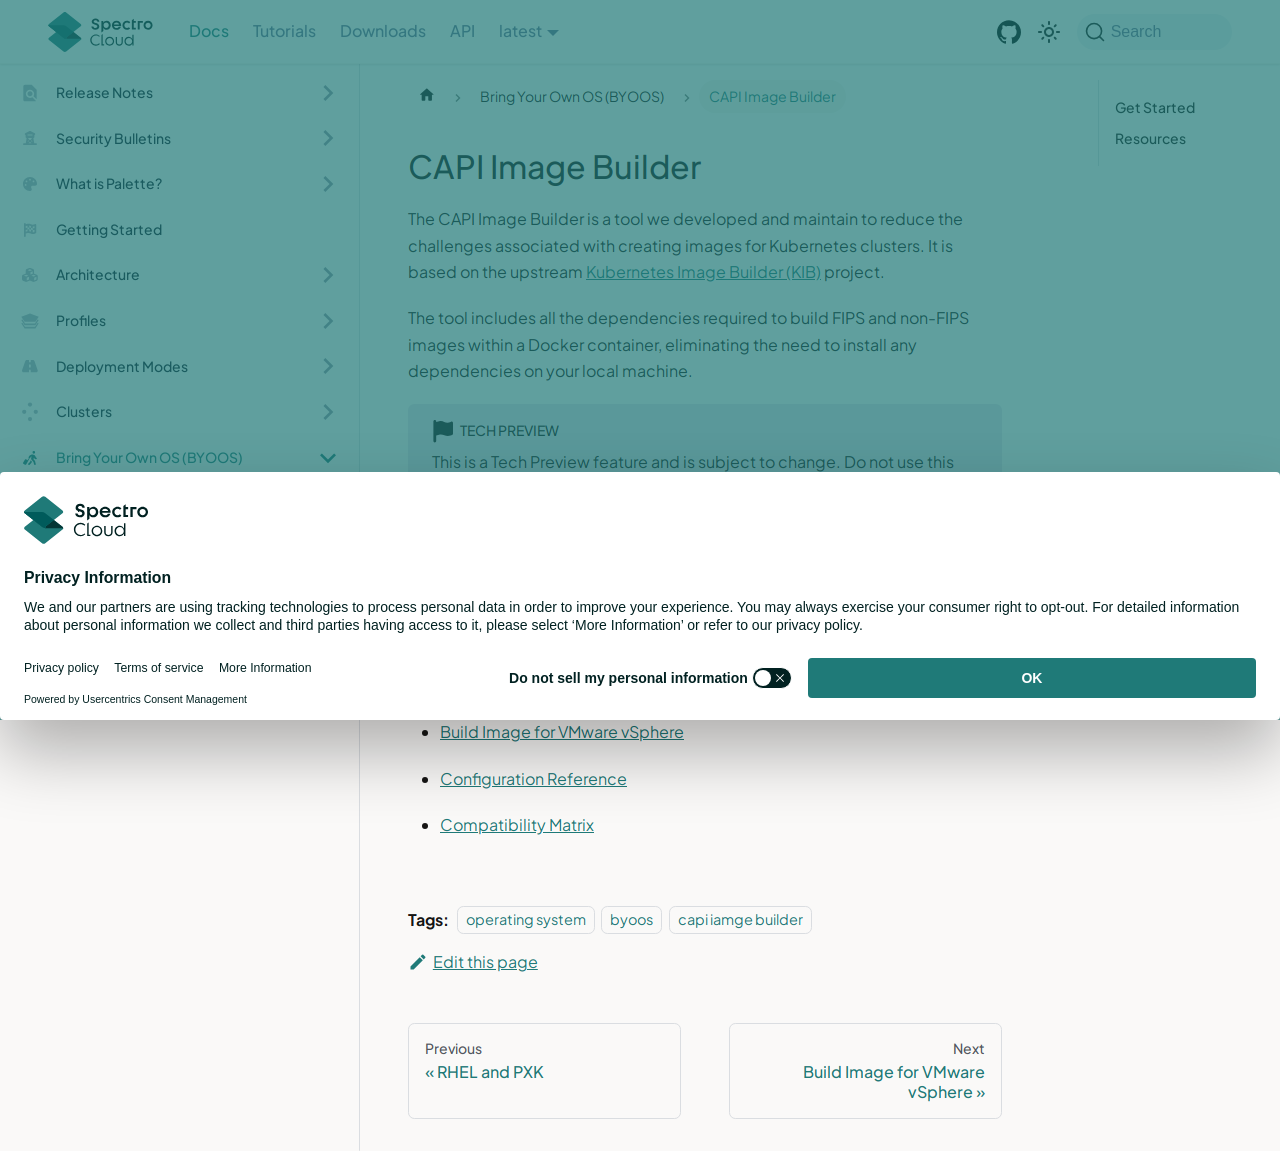 Spectro Cloud
Docs
Tutorials
Downloads
API
latest
Search
Release Notes
Security Bulletins
What is Palette?
Getting Started
Architecture
Profiles
Deployment Modes
Clusters
Bring Your Own OS (BYOOS)
Bring Your Own OS (BYOOS)
CAPI Image Builder
Get Started
Resources
CAPI Image Builder
The CAPI Image Builder is a tool we developed and maintain to reduce the
challenges associated with creating images for Kubernetes clusters. It is
based on the upstream Kubernetes Image Builder (KIB) project.
The tool includes all the dependencies required to build FIPS and non-FIPS
images within a Docker container, eliminating the need to install any
dependencies on your local machine.
TECH PREVIEW
This is a Tech Preview feature and is subject to change. Do not use this
Spectro Cloud
Privacy Information
We and our partners are using tracking technologies to process personal data in order to improve your experience. You may always exercise your consumer right to opt-out. For detailed information
about personal information we collect and third parties having access to it, please select ‘More Information’ or refer to our privacy policy.
Privacy policy
Terms of service
More Information
Powered by Usercentrics Consent Management
Do not sell my personal information
OK
Build Image for VMware vSphere
Configuration Reference
Compatibility Matrix
Tags:
operating system
byoos
capi iamge builder
Edit this page
Previous
« RHEL and PXK
Next
Build Image for VMware
vSphere »